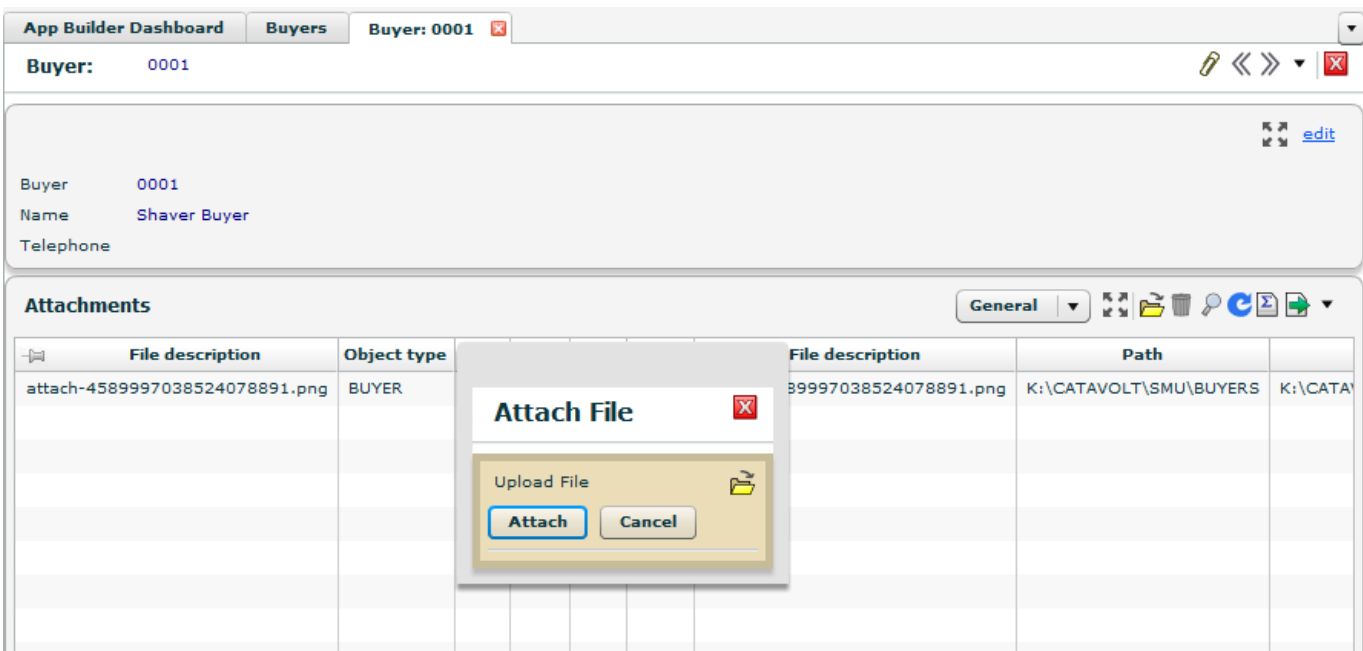 App Builder Dashboard Buyers Buyer: 0001
Buyer: 0001
edit
Buyer 0001
Name Shaver Buyer
Telephone
Attachments General
File description Object type File description Path
attach-4589997038524078891.png BUYER 89997038524078891.png K:\CATAVOLT\SMU\BUYERS K:\CATAV
Attach File
Upload File
Attach Cancel